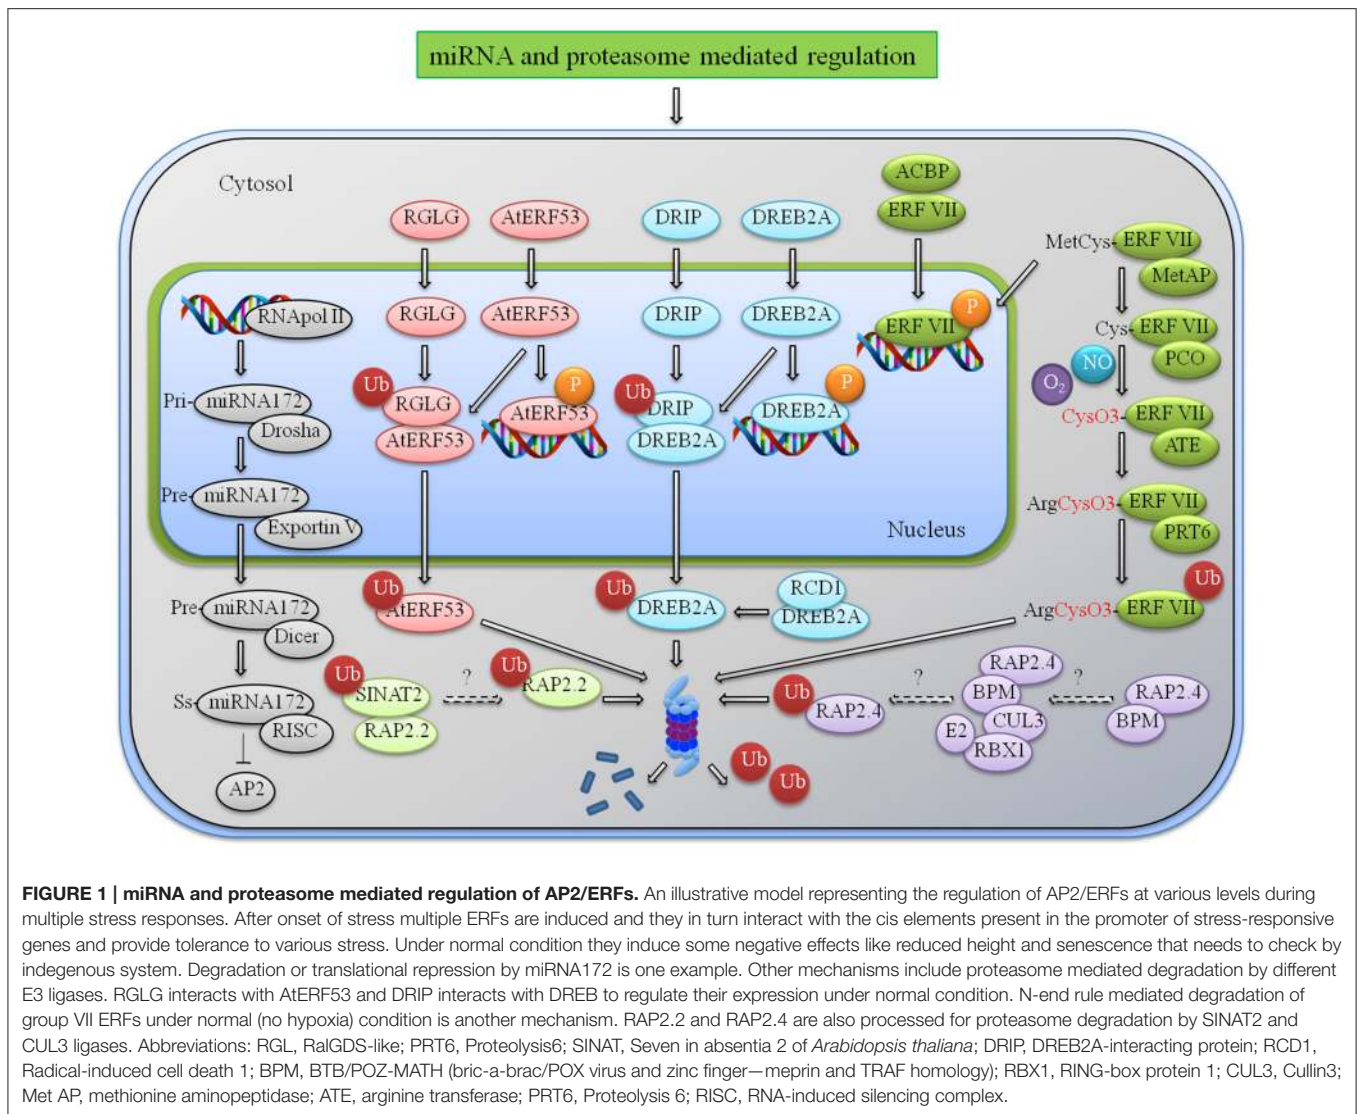 miRNA and proteasome mediated regulation
Cytosol
ACBP
ERF VII
RGLG
AtERF53
DRIP
DREB2A
MetCys-ERF VII
MetAP
RNApol II
RGLG
AtERF53
DRIP
DREB2A
P
ERF VII
Cys-ERF VII
PCO
NO
O2
Pri-miRNA172
Drosha
Ub
RGLG
AtERF53
P
AtERF53
Ub
DRIP
DREB2A
P
DREB2A
CysO3-ERF VII
ATE
Pre-miRNA172
Exportin V
Nucleus
ArgCysO3-ERF VII
PRT6
Pre-miRNA172
Dicer
Ub
AtERF53
Ub
DREB2A
RCD1
DREB2A
Ub
ArgCysO3-ERF VII
Ss-miRNA172
RISC
Ub
SINAT2
RAP2.2
?
Ub
RAP2.2
Ub
RAP2.4
?
RAP2.4
BPM
CUL3
E2
RBX1
?
RAP2.4
BPM
AP2
Ub
Ub
FIGURE 1 | miRNA and proteasome mediated regulation of AP2/ERFs. An illustrative model representing the regulation of AP2/ERFs at various levels during
multiple stress responses. After onset of stress multiple ERFs are induced and they in turn interact with the cis elements present in the promoter of stress-responsive
genes and provide tolerance to various stress. Under normal condition they induce some negative effects like reduced height and senescence that needs to check by
indegenous system. Degradation or translational repression by miRNA172 is one example. Other mechanisms include proteasome mediated degradation by different
E3 ligases. RGLG interacts with AtERF53 and DRIP interacts with DREB to regulate their expression under normal condition. N-end rule mediated degradation of
group VII ERFs under normal (no hypoxia) condition is another mechanism. RAP2.2 and RAP2.4 are also processed for proteasome degradation by SINAT2 and
CUL3 ligases. Abbreviations: RGL, RalGDS-like; PRT6, Proteolysis6; SINAT, Seven in absentia 2 of Arabidopsis thaliana; DRIP, DREB2A-interacting protein; RCD1,
Radical-induced cell death 1; BPM, BTB/POZ-MATH (bric-a-brac/POX virus and zinc finger—meprin and TRAF homology); RBX1, RING-box protein 1; CUL3, Cullin3;
Met AP, methionine aminopeptidase; ATE, arginine transferase; PRT6, Proteolysis 6; RISC, RNA-induced silencing complex.